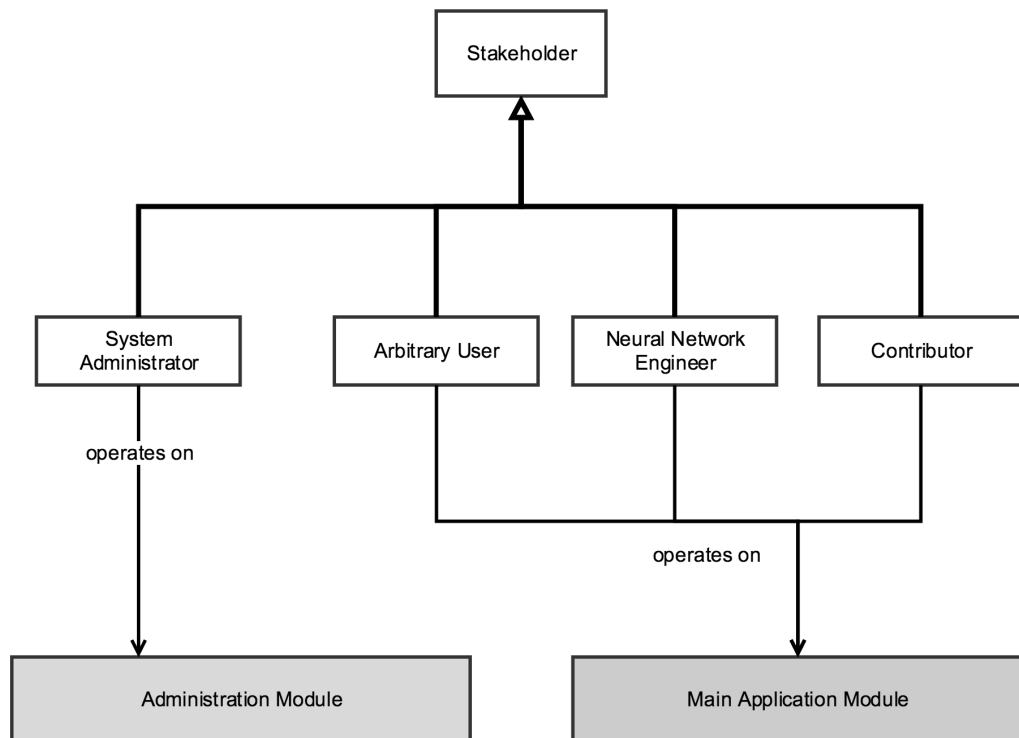 Stakeholder
System
Administrator
Arbitrary User
Neural Network
Engineer
Contributor
operates on
operates on
Administration Module
Main Application Module